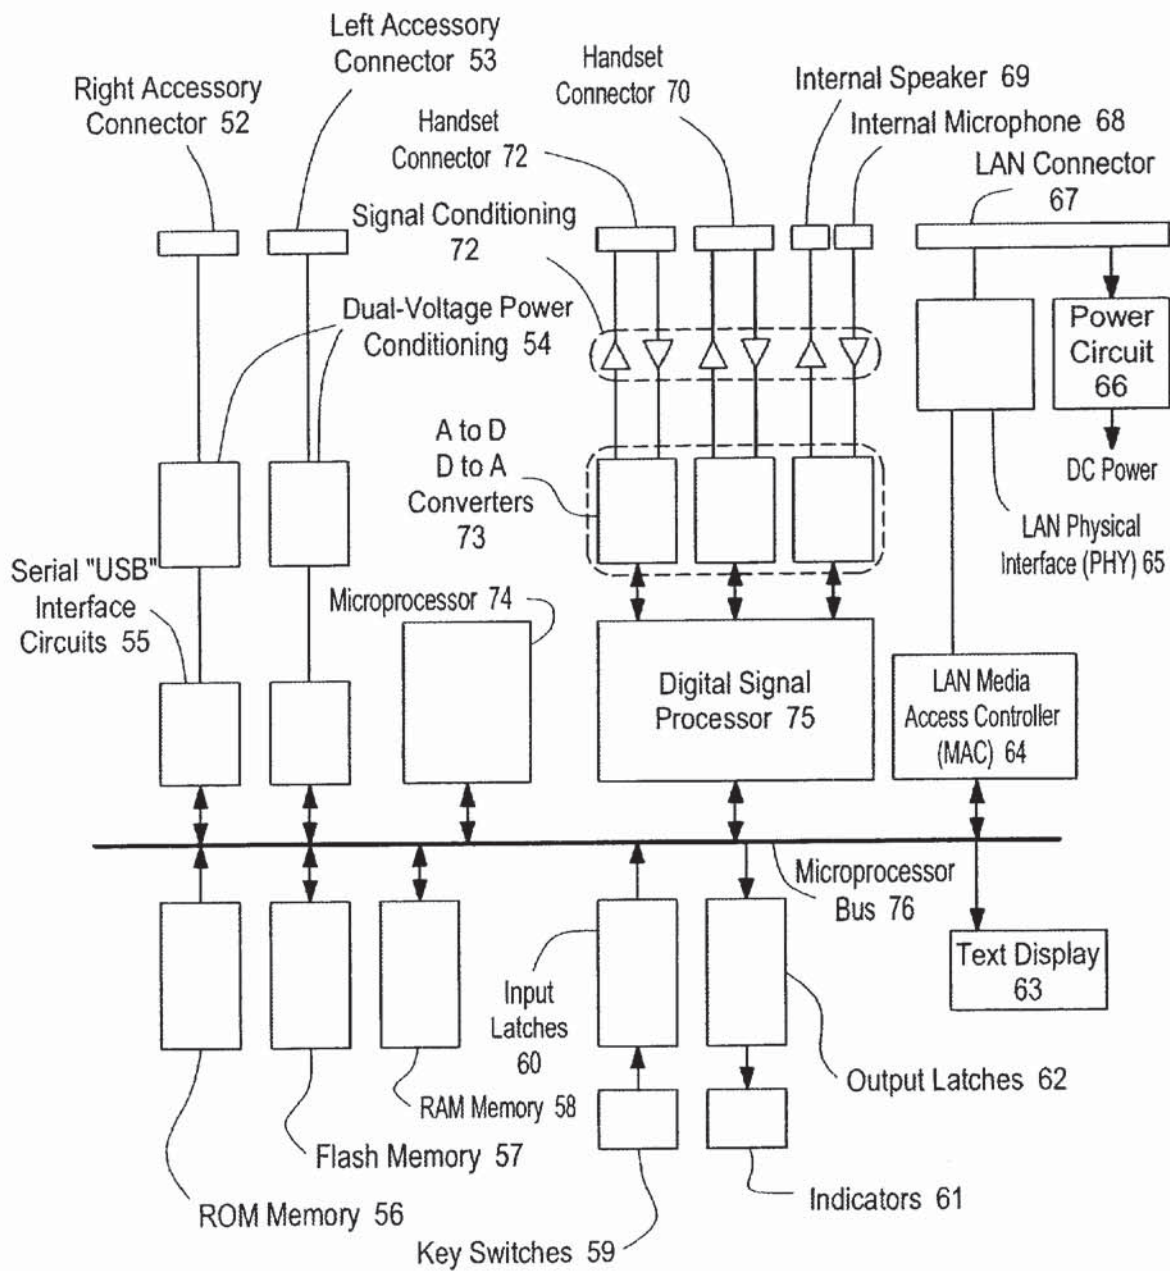 Left Accessory
Connector 53
Right Accessory
Connector 52
Handset
Connector 72
Handset
Connector 70
Internal Speaker 69
Internal Microphone 68
LAN Connector
67
Signal Conditioning
72
Dual-Voltage Power
Conditioning 54
Power
Circuit
66
DC Power
A to D
D to A
Converters
73
LAN Physical
Interface (PHY) 65
Serial "USB"
Interface
Circuits 55
Microprocessor 74
Digital Signal
Processor 75
LAN Media
Access Controller
(MAC) 64
Microprocessor
Bus 76
Text Display
63
Input
Latches
60
Output Latches 62
RAM Memory 58
Flash Memory 57
ROM Memory 56
Indicators 61
Key Switches 59